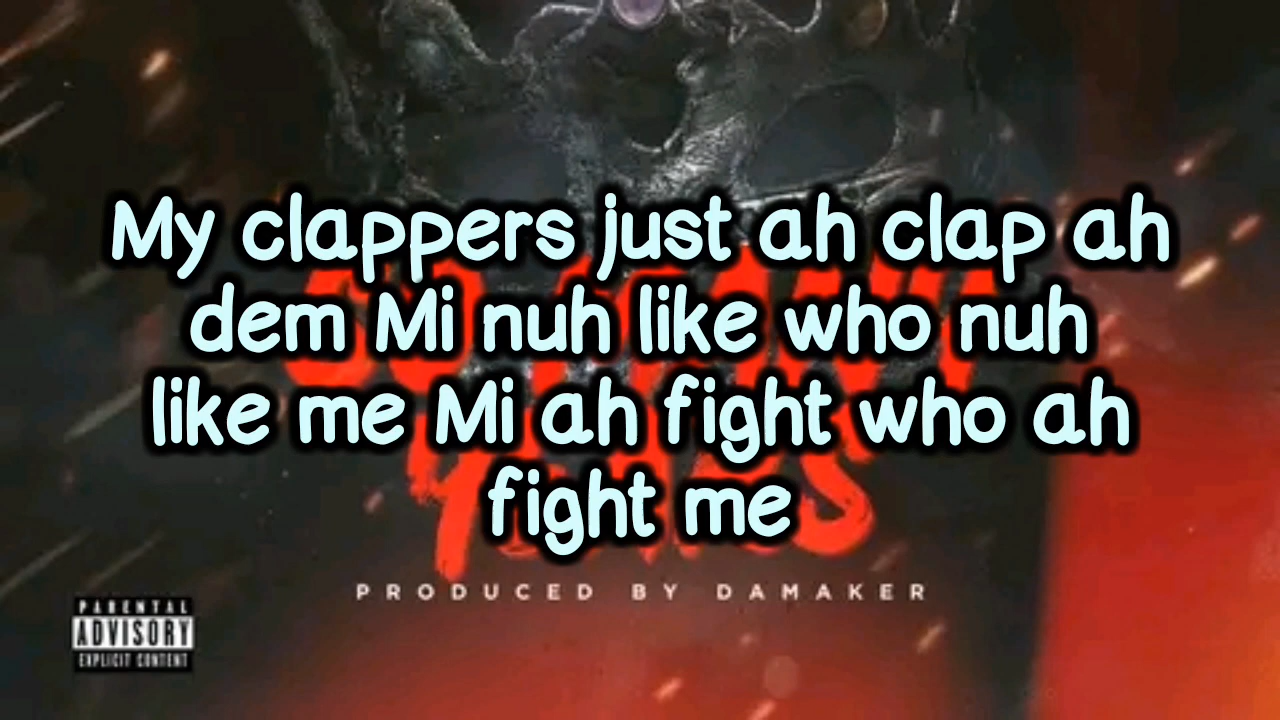 My clappers just ah clap ah
dem Mi nuh like who nuh
like me Mi ah fight who ah
fight me
PRODUCED BY DAMAKER
PARENTAL
ADVISORY
EXPLICIT CONTENT